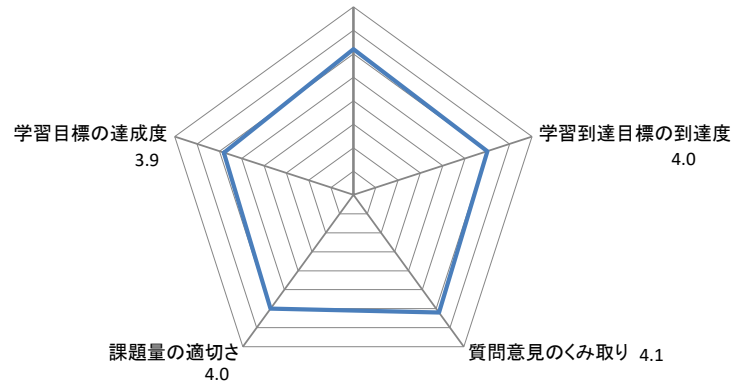 学習目標の達成度
3.9
学習到達目標の到達度
4.0
課題量の適切さ
4.0
質問意見のくみ取り 4.1